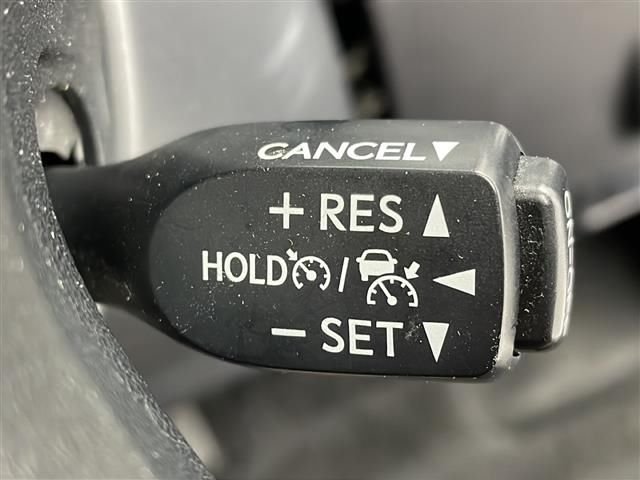 CANCEL▼
+ RES ▲
HOLD / ◀
− SET ▼